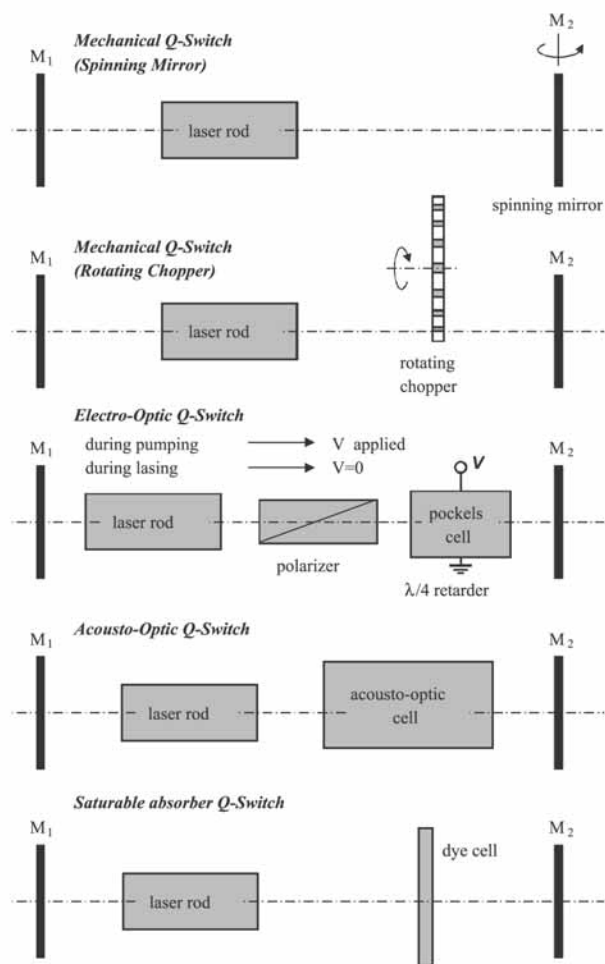 Mechanical Q-Switch
(Spinning Mirror)
M1
M2
laser rod
spinning mirror
Mechanical Q-Switch
(Rotating Chopper)
M1
M2
laser rod
rotating
chopper
Electro-Optic Q-Switch
M1
M2
during pumping V applied
during lasing V=0
V
laser rod
pockels
cell
polarizer
λ/4 retarder
Acousto-Optic Q-Switch
M1
M2
laser rod
acousto-optic
cell
Saturable absorber Q-Switch
M1
M2
dye cell
laser rod